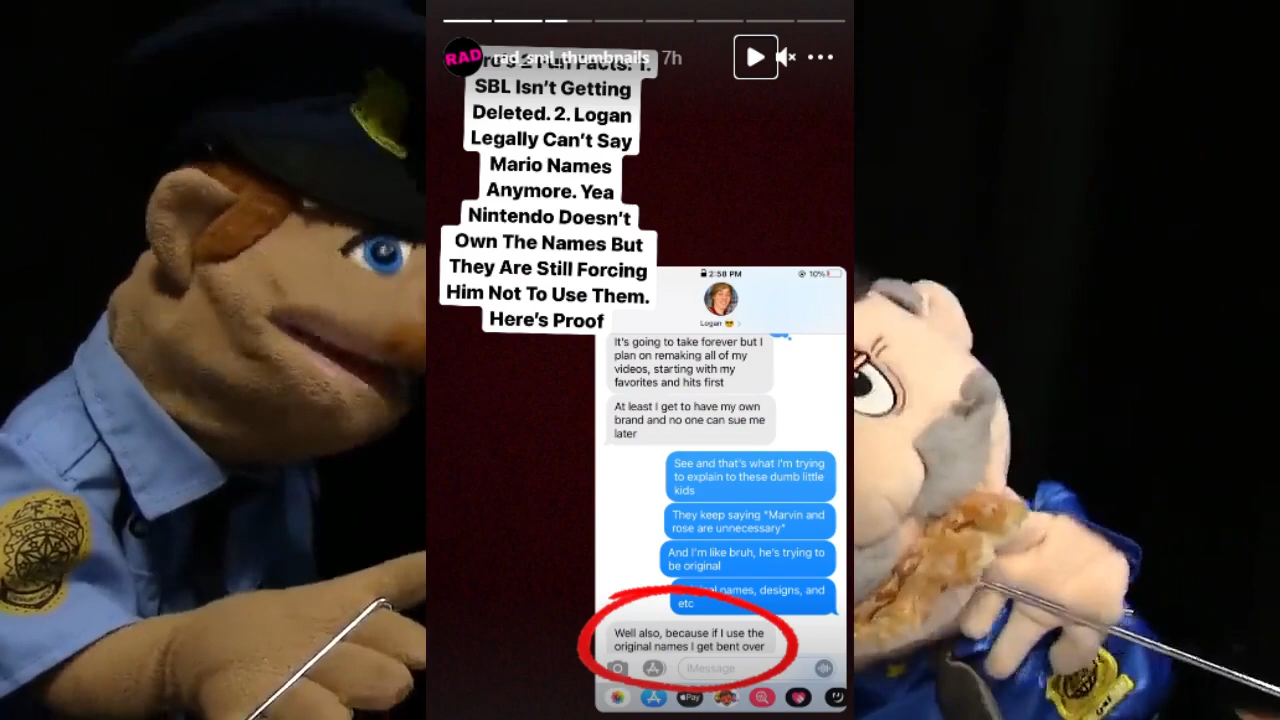 RAD rad_sml_thumbnails 7h
Fun Facts: 1.
SBL Isn't Getting
Deleted. 2. Logan
Legally Can't Say
Mario Names
Anymore. Yea
Nintendo Doesn't
Own The Names But
They Are Still Forcing
Him Not To Use Them.
Here's Proof
2:58 PM 10%
Logan 😎 >
It's going to take forever but I
plan on remaking all of my
videos, starting with my
favorites and hits first
At least I get to have my own
brand and no one can sue me
later
See and that's what I'm trying
to explain to these dumb little
kids
They keep saying "Marvin and
rose are unnecessary"
And I'm like bruh, he's trying to
be original
names, designs, and
etc
Well also, because if I use the
original names I get bent over
iMessage
Pay
POLICE